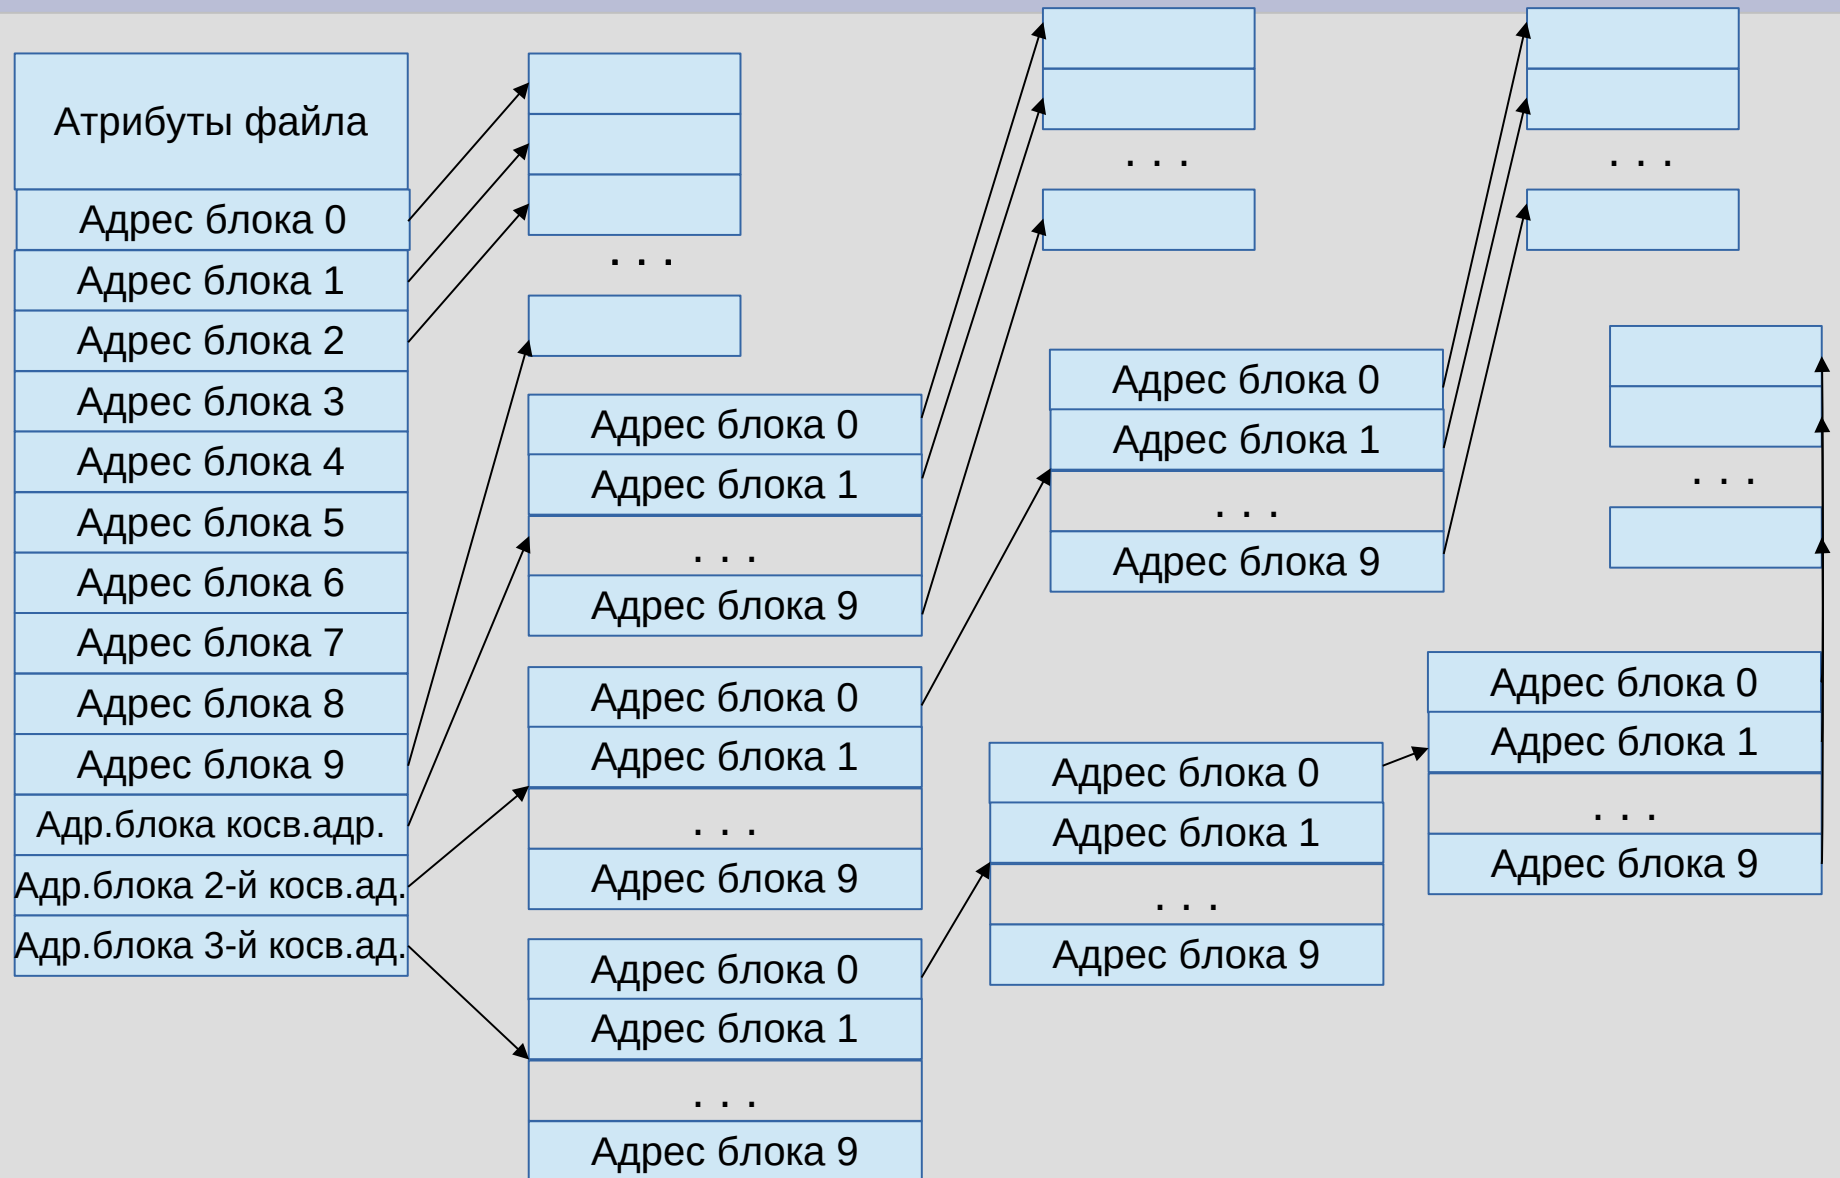 Атрибуты файла
Адрес блока 0
Адрес блока 1
Адрес блока 2
Адрес блока 3
Адрес блока 4
Адрес блока 5
Адрес блока 6
Адрес блока 7
Адрес блока 8
Адрес блока 9
Адр.блока косв.адр.
Адр.блока 2-й косв.ад.
Адр.блока 3-й косв.ад.
. . .
Адрес блока 0
Адрес блока 1
. . .
Адрес блока 9
Адрес блока 0
Адрес блока 1
. . .
Адрес блока 9
Адрес блока 0
Адрес блока 1
. . .
Адрес блока 9
. . .
Адрес блока 0
Адрес блока 1
. . .
Адрес блока 9
Адрес блока 0
Адрес блока 1
. . .
Адрес блока 9
. . .
. . .
Адрес блока 0
Адрес блока 1
. . .
Адрес блока 9